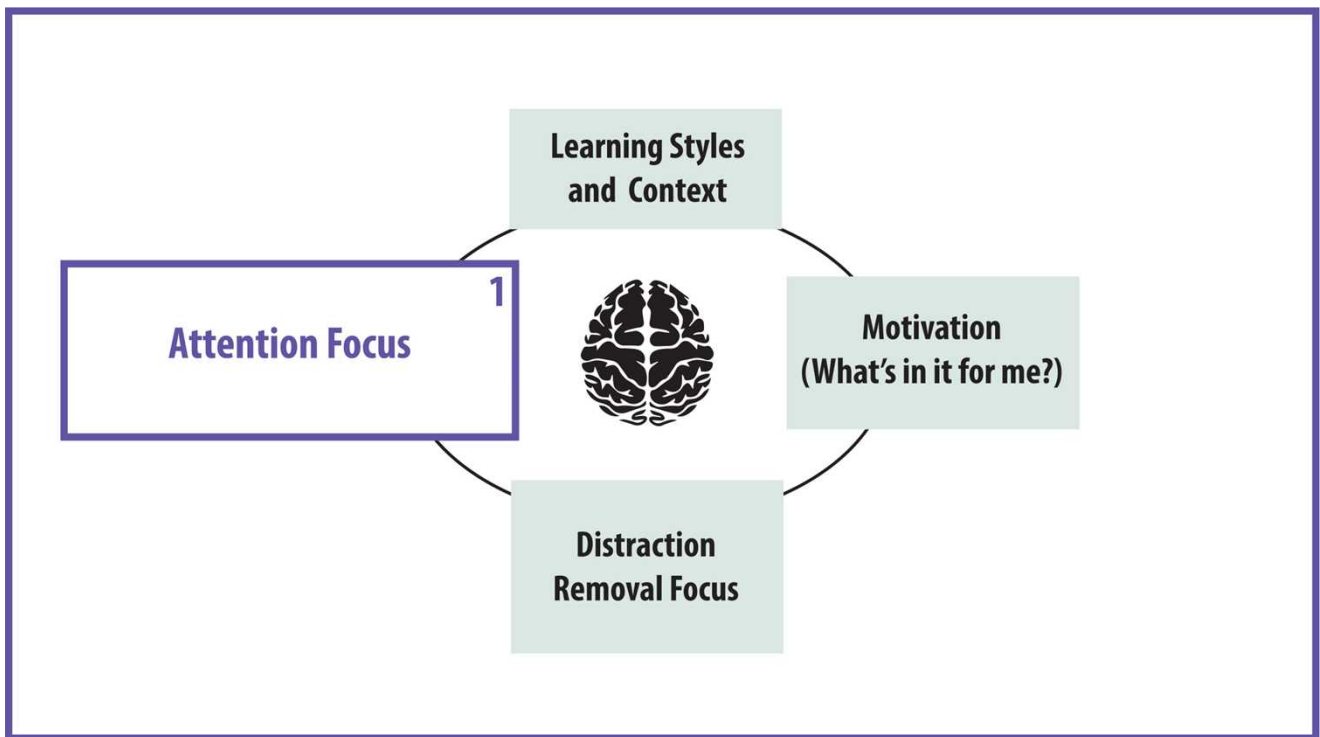 Learning Styles
and Context
1
Attention Focus
Motivation
(What's in it for me?)
Distraction
Removal Focus